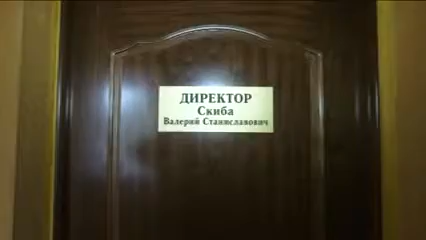 ДИРЕКТОР
Скиба
Валерий Станиславович